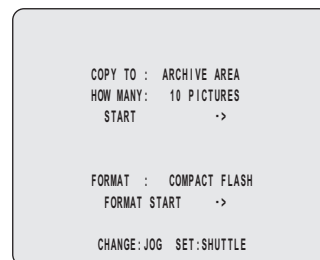 COPY TO : ARCHIVE AREA
HOW MANY: 10 PICTURES
START ->
FORMAT : COMPACT FLASH
FORMAT START ->
CHANGE:JOG SET:SHUTTLE